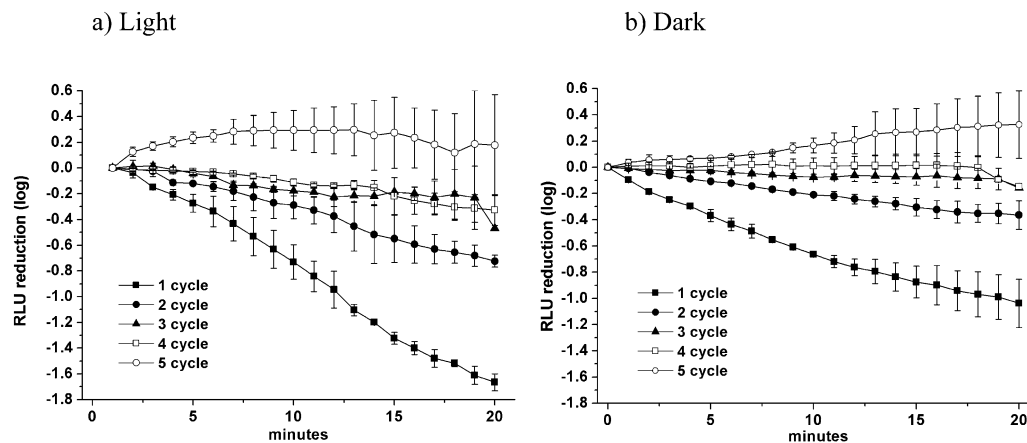 a) Light
b) Dark
RLU reduction (log)
0.6
0.4
0.2
0.0
-0.2
-0.4
-0.6
-0.8
-1.0
-1.2
-1.4
-1.6
-1.8
1 cycle
2 cycle
3 cycle
4 cycle
5 cycle
0
5
10
15
20
minutes
RLU reduction (log)
0.6
0.4
0.2
0.0
-0.2
-0.4
-0.6
-0.8
-1.0
-1.2
-1.4
-1.6
-1.8
1 cycle
2 cycle
3 cycle
4 cycle
5 cycle
0
5
10
15
20
minutes